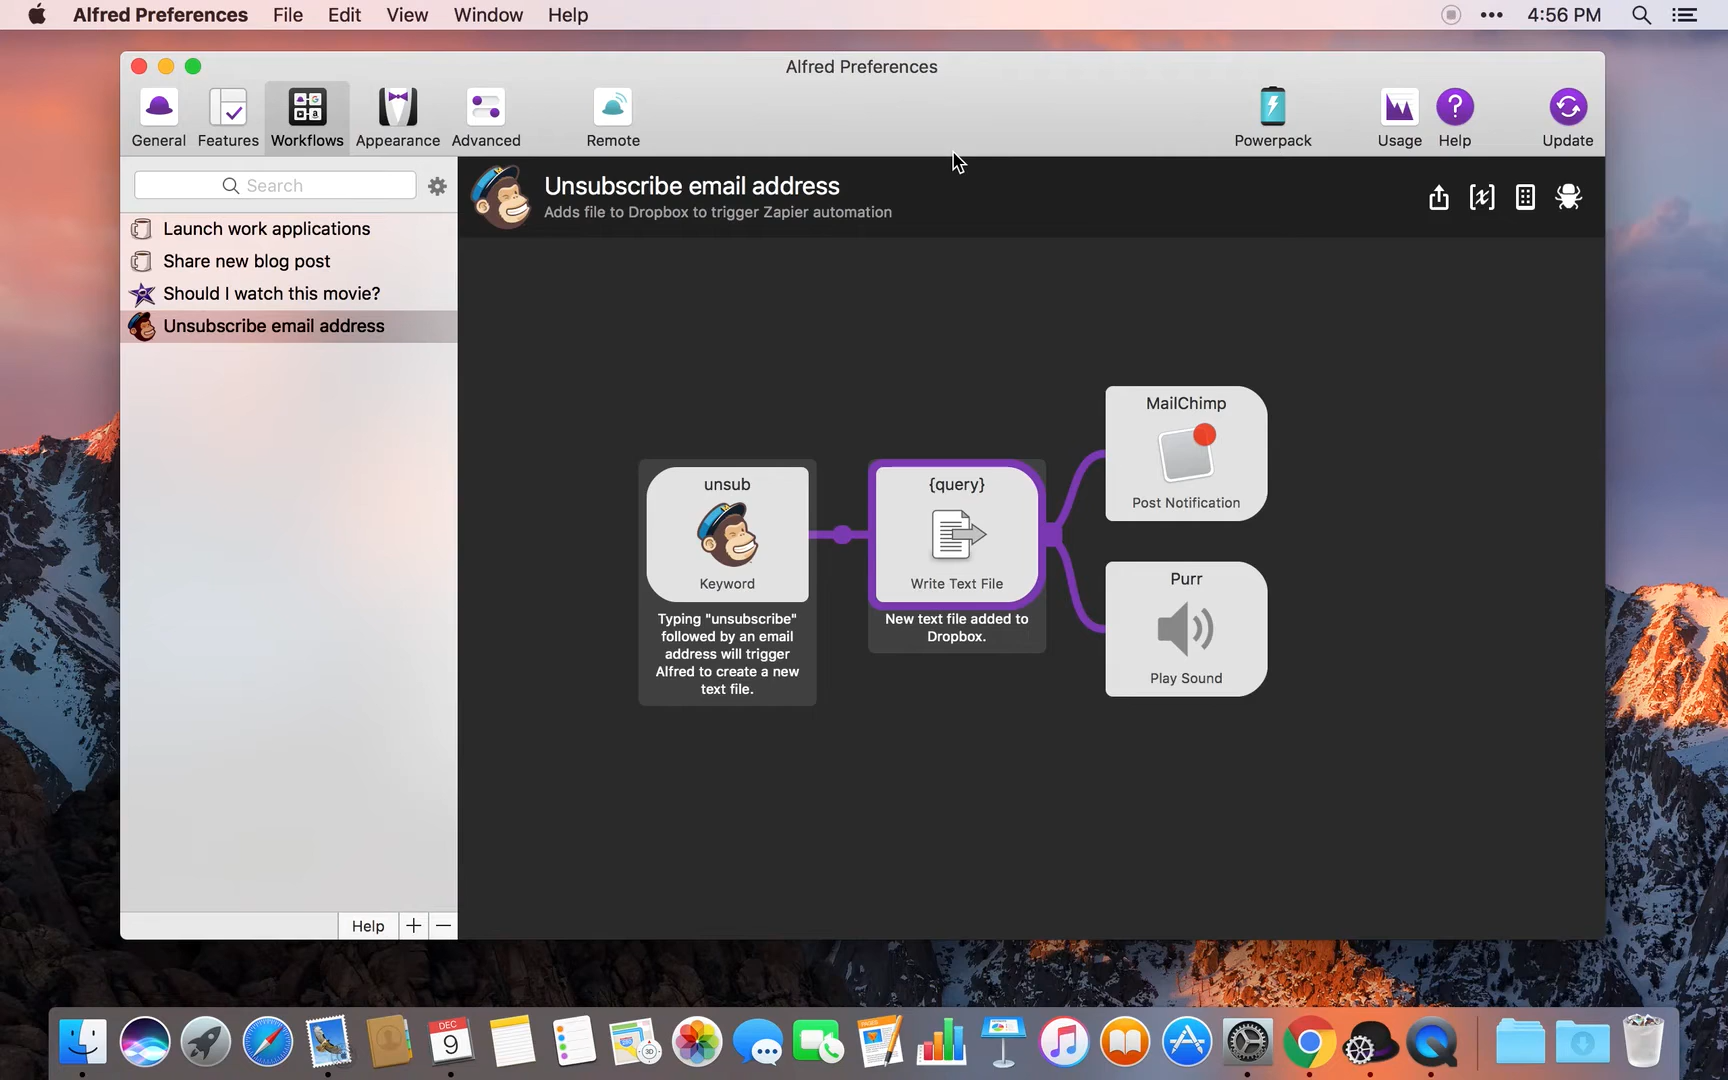 Alfred Preferences File Edit View Window Help 4:56 PM
Alfred Preferences
General Features Workflows Appearance Advanced Remote Powerpack Usage Help Update
Search
Unsubscribe email address
Adds file to Dropbox to trigger Zapier automation
Launch work applications
Share new blog post
Should I watch this movie?
Unsubscribe email address
MailChimp
Post Notification
unsub
Keyword
Typing "unsubscribe"
followed by an email
address will trigger
Alfred to create a new
text file.
{query}
Write Text File
New text file added to
Dropbox.
Purr
Play Sound
Help + −
DEC
9